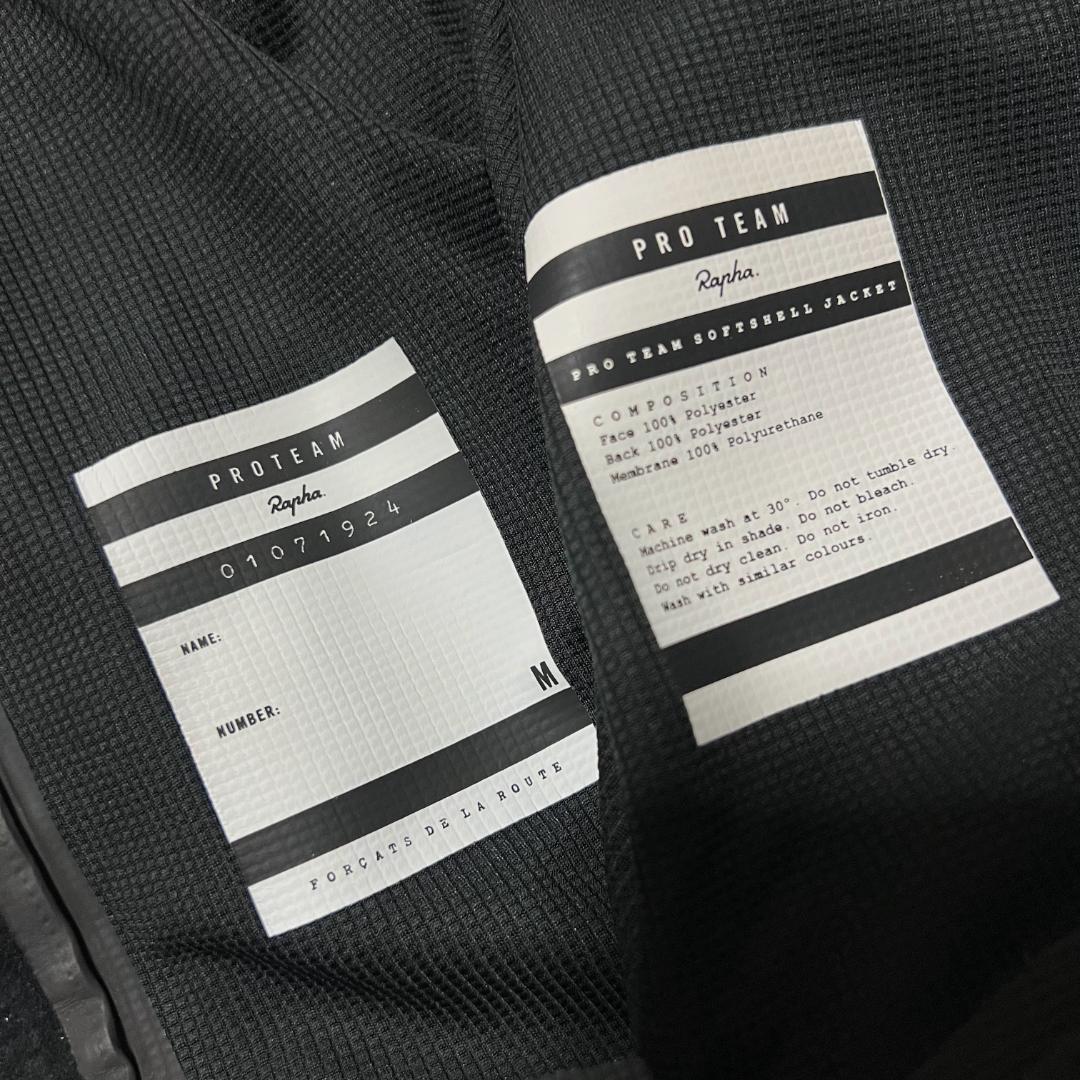 PROTEAM
Rapha.
01071924
NAME:
NUMBER:
M
FORÇATS DE LA ROUTE
PRO TEAM
Rapha.
PRO TEAM SOFTSHELL JACKET
COMPOSITION
Face 100% Polyester
Back 100% Polyester
Membrane 100% Polyurethane
CARE
Machine wash at 30°. Do not tumble dry.
Drip dry in shade. Do not bleach.
Do not dry clean. Do not iron.
Wash with similar colours.